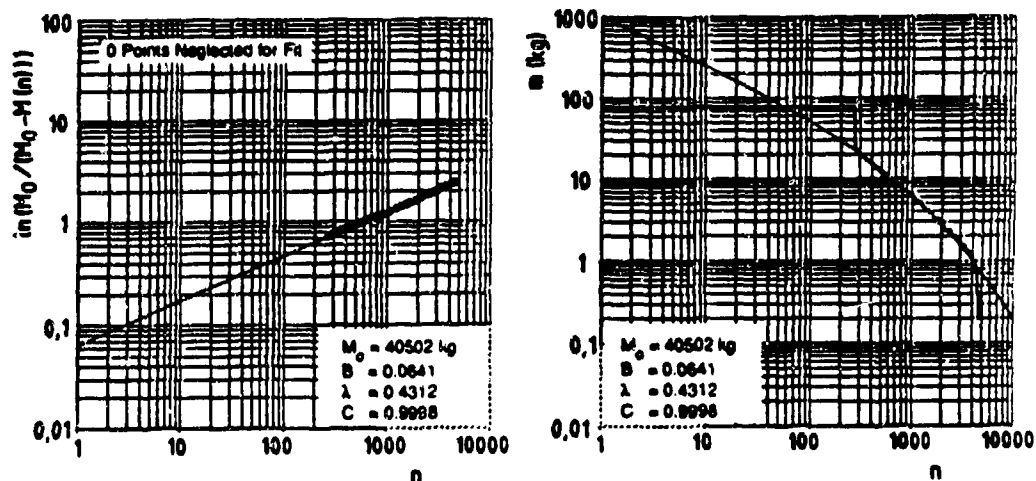 ln (M₀/(M₀-M(n)))
100
10
1
0,1
0,01
0 Points Neglected for Fit
M₀ = 40502 kg
B = 0.0641
λ = 0.4312
C = 0.9998
1 10 100 1000 10000
n
m (kg)
1000
100
10
1
0,1
0,01
M₀ = 40502 kg
B = 0.0641
λ = 0.4312
C = 0.9998
1 10 100 1000 10000
n